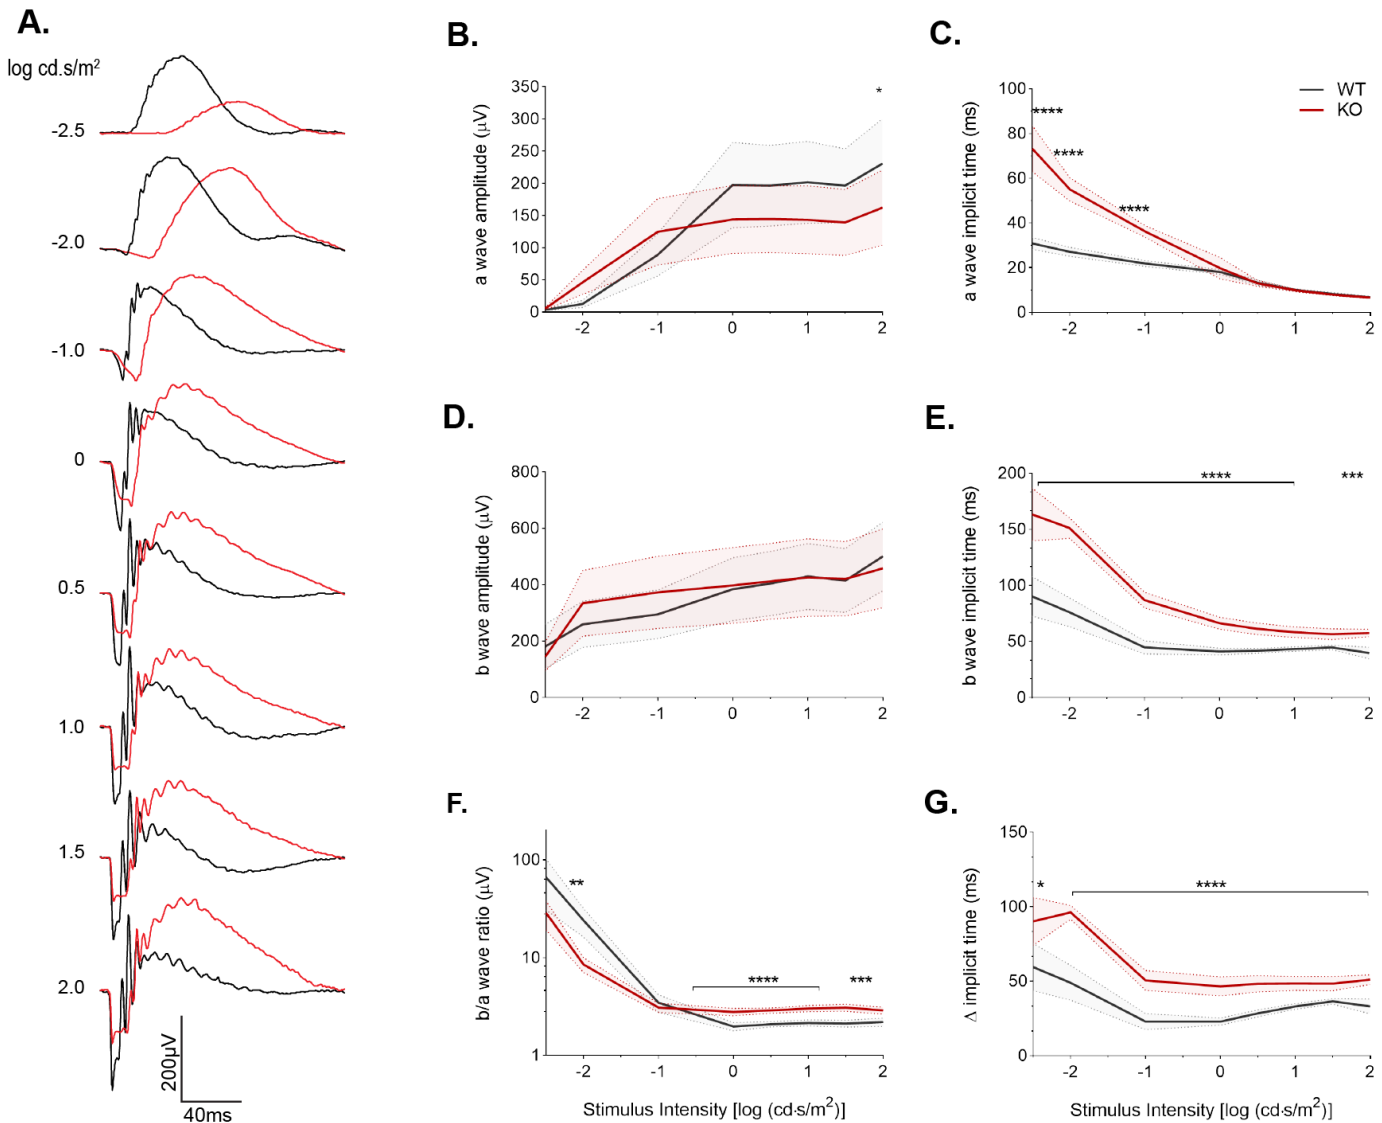 A.
log cd.s/m²
-2.5
-2.0
-1.0
0
0.5
1.0
1.5
2.0
200µV
40ms
B.
a wave amplitude (µV)
350
300
250
200
150
100
50
0
-2 -1 0 1 2
*
C.
a wave implicit time (ms)
100
80
60
40
20
0
-2 -1 0 1 2
****
****
****
WT
KO
D.
b wave amplitude (µV)
800
600
400
200
0
-2 -1 0 1 2
E.
b wave implicit time (ms)
200
150
100
50
0
-2 -1 0 1 2
****
***
F.
b/a wave ratio (µV)
100
10
1
-2 -1 0 1 2
**
****
***
Stimulus Intensity [log (cd·s/m²)]
G.
Δ implicit time (ms)
150
100
50
0
-2 -1 0 1 2
*
****
Stimulus Intensity [log (cd·s/m²)]